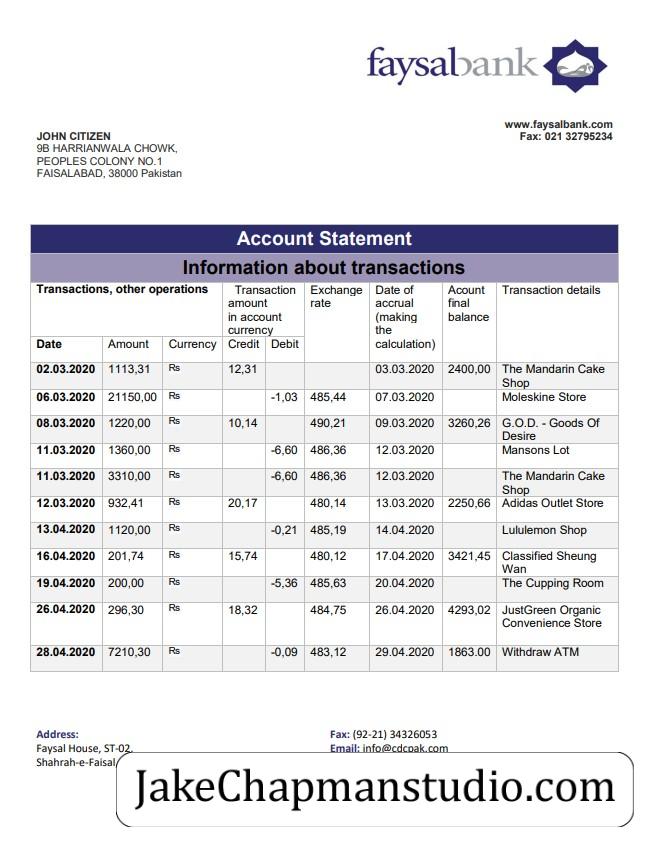 faysalbank
www.faysalbank.com
Fax: 021 32795234
JOHN CITIZEN
9B HARRIANWALA CHOWK,
PEOPLES COLONY NO.1
FAISALABAD, 38000 Pakistan
Account Statement
Information about transactions
Transactions, other operations
Transaction
amount
in account
currency
Exchange
rate
Date of
accrual
(making
the
calculation)
Acount
final
balance
Transaction details
Date Amount Currency Credit Debit
02.03.2020 1113,31 Rs 12,31 03.03.2020 2400,00 The Mandarin Cake
Shop
06.03.2020 21150,00 Rs -1,03 485,44 07.03.2020 Moleskine Store
08.03.2020 1220,00 Rs 10,14 490,21 09.03.2020 3260,26 G.O.D. - Goods Of
Desire
11.03.2020 1360,00 Rs -6,60 486,36 12.03.2020 Mansons Lot
11.03.2020 3310,00 Rs -6,60 486,36 12.03.2020 The Mandarin Cake
Shop
12.03.2020 932,41 Rs 20,17 480,14 13.03.2020 2250,66 Adidas Outlet Store
13.04.2020 1120,00 Rs -0,21 485,19 14.04.2020 Lululemon Shop
16.04.2020 201,74 Rs 15,74 480,12 17.04.2020 3421,45 Classified Sheung
Wan
19.04.2020 200,00 Rs -5,36 485,63 20.04.2020 The Cupping Room
26.04.2020 296,30 Rs 18,32 484,75 26.04.2020 4293,02 JustGreen Organic
Convenience Store
28.04.2020 7210,30 Rs -0,09 483,12 29.04.2020 1863.00 Withdraw ATM
Address:
Faysal House, ST-02,
Shahrah-e-Faisal
Fax: (92-21) 34326053
Email: info@cdcpak.com
JakeChapmanstudio.com